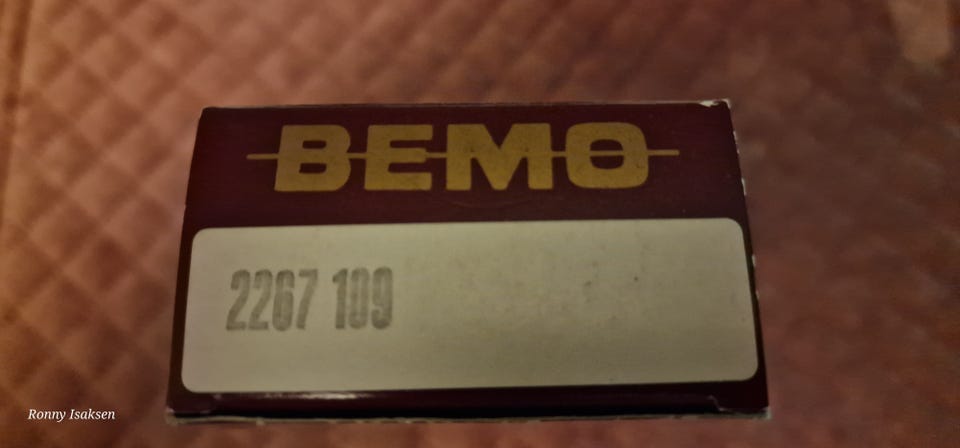 BEMO
2267 109
Ronny Isaksen